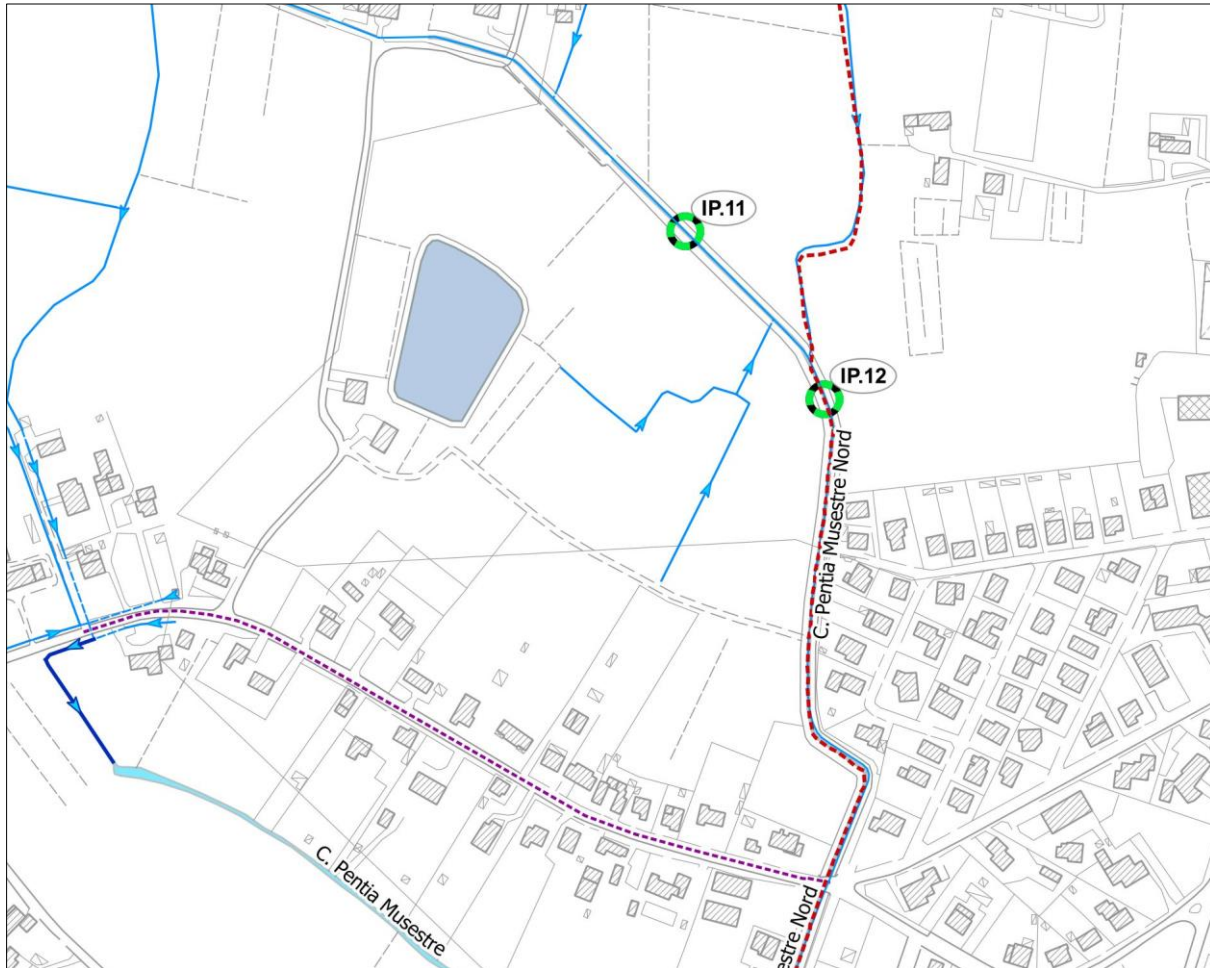 IP.11
IP.12
C. Pentia Musestre Nord
C. Pentia Musestre
estre Nord